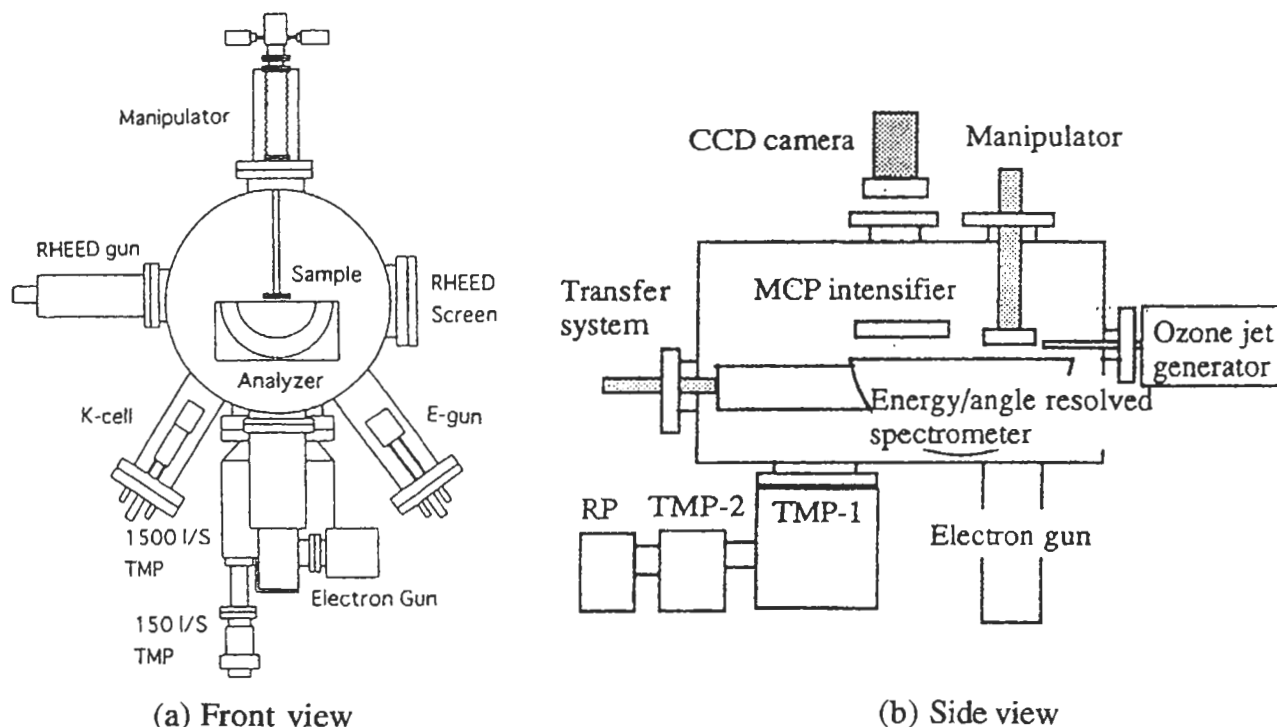 Manipulator
RHEED gun
Sample
RHEED
Screen
Analyzer
K-cell
E-gun
1500 l/S
TMP
Electron Gun
150 l/S
TMP
(a) Front view
CCD camera
Manipulator
Transfer
system
MCP intensifier
Ozone jet
generator
Energy/angle resolved
spectrometer
RP
TMP-2
TMP-1
Electron gun
(b) Side view